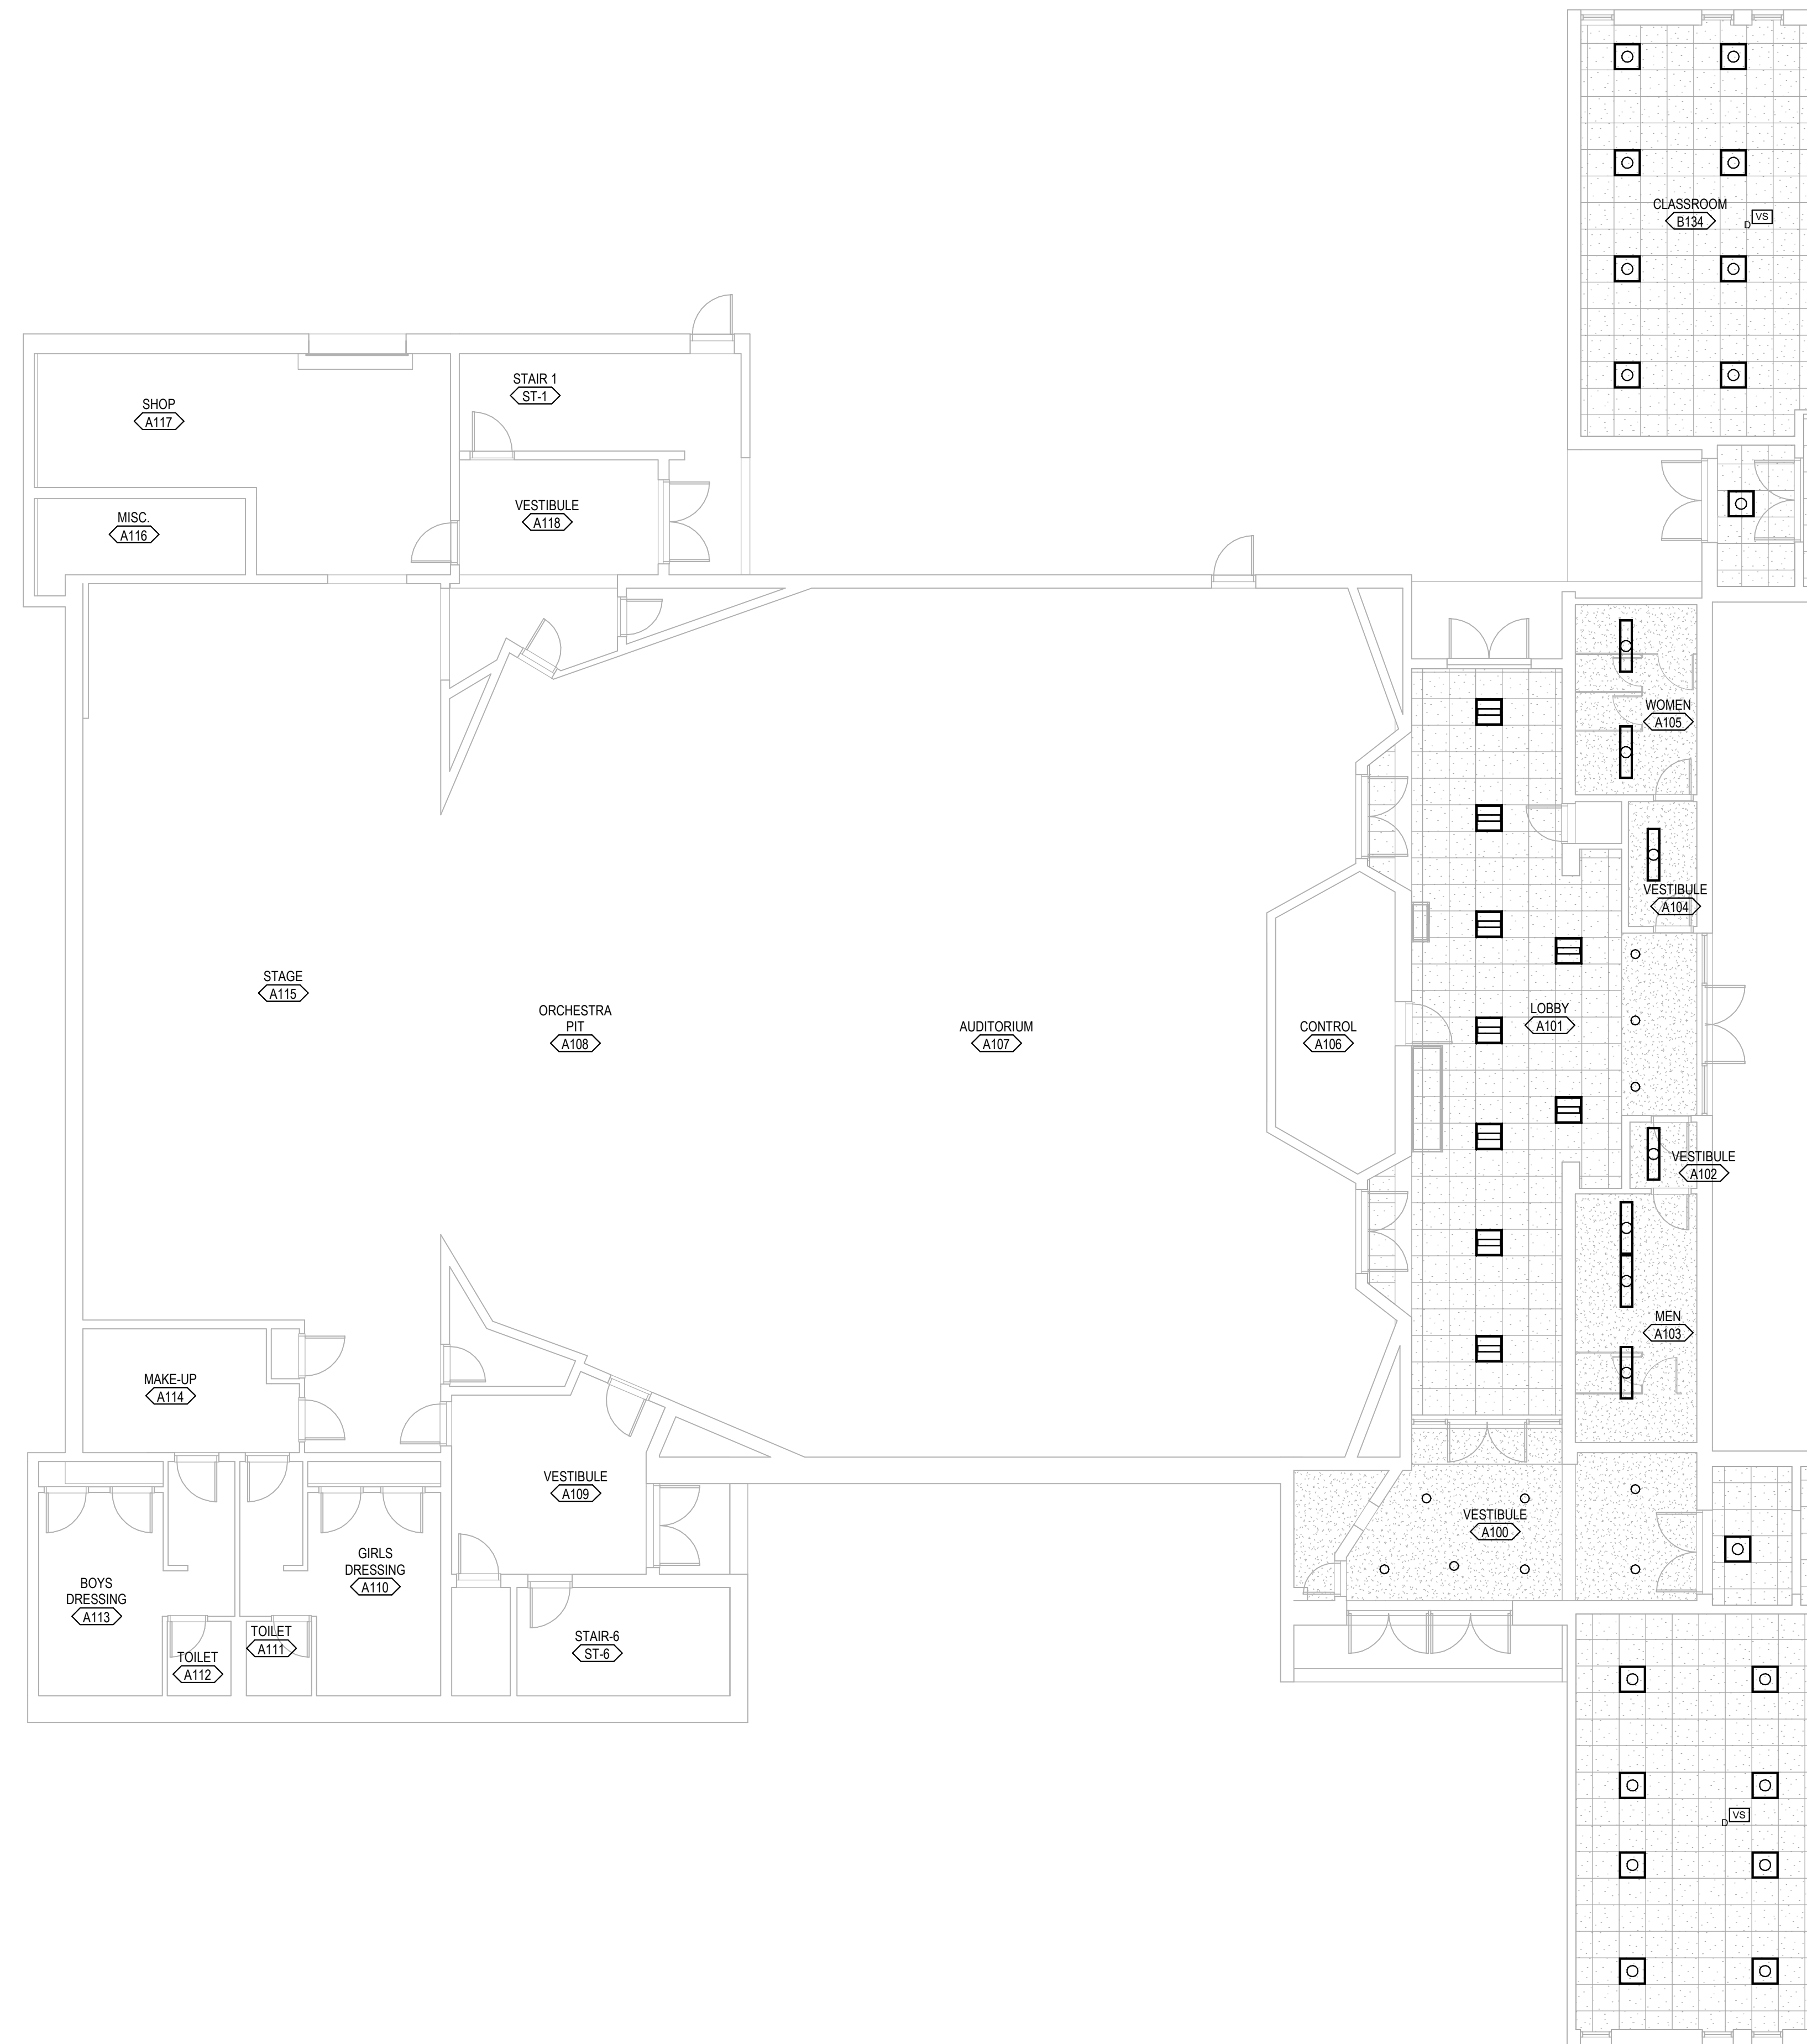 CLASSROOM
B134
VS
D
STAIR 1
ST-1
SHOP
A117
VESTIBULE
A118
MISC.
A116
WOMEN
A105
VESTIBULE
A104
STAGE
A115
ORCHESTRA
PIT
A108
AUDITORIUM
A107
CONTROL
A106
LOBBY
A101
VESTIBULE
A102
MEN
A103
MAKE-UP
A114
VESTIBULE
A109
VESTIBULE
A100
GIRLS
DRESSING
A110
BOYS
DRESSING
A113
TOILET
A111
TOILET
A112
STAIR-6
ST-6
VS
D